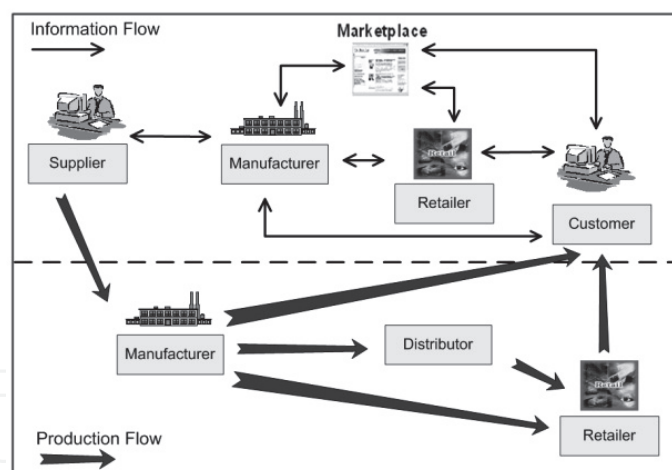 Information Flow
Marketplace
Supplier
Manufacturer
Retailer
Customer
Manufacturer
Distributor
Retailer
Production Flow